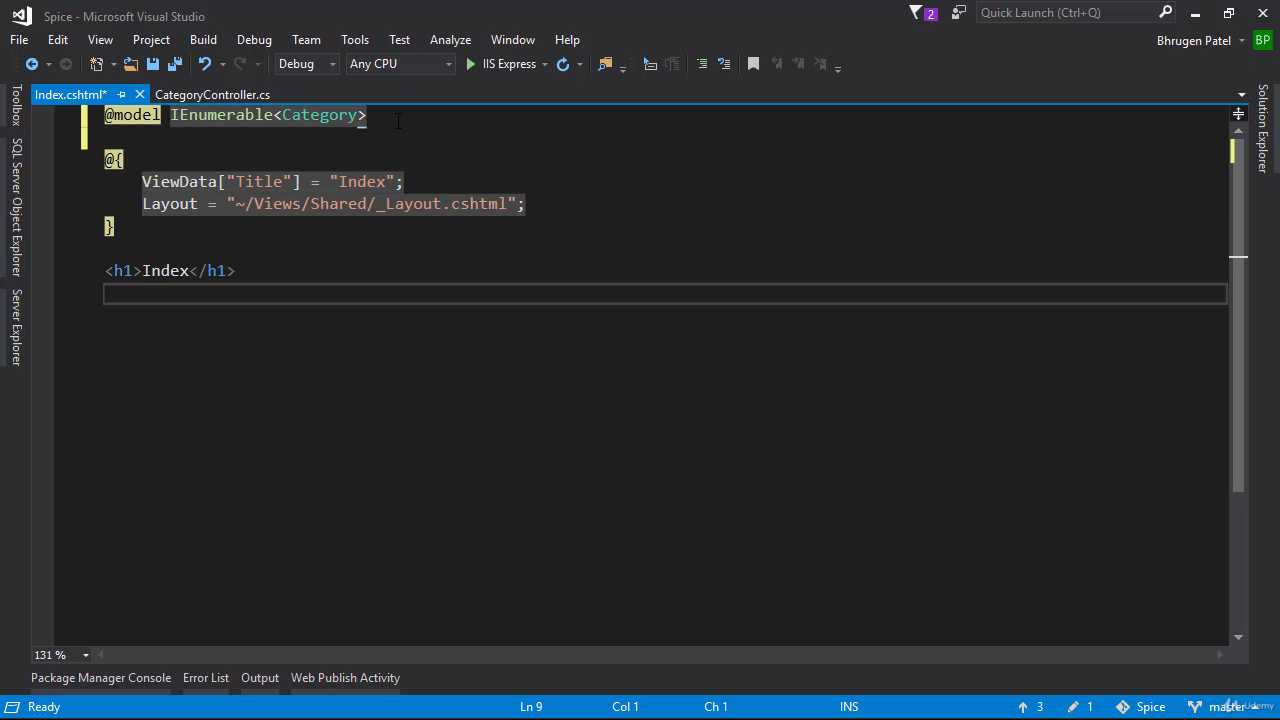 Spice - Microsoft Visual Studio
2
Quick Launch (Ctrl+Q)
File Edit View Project Build Debug Team Tools Test Analyze Window Help
Bhrugen Patel BP
Debug Any CPU IIS Express
Index.cshtml* CategoryController.cs
Toolbox
SQL Server Object Explorer
Server Explorer
Solution Explorer
@model IEnumerable<Category>
@{
ViewData["Title"] = "Index";
Layout = "~/Views/Shared/_Layout.cshtml";
}
<h1>Index</h1>
131 %
Package Manager Console Error List Output Web Publish Activity
Ready Ln 9 Col 1 Ch 1 INS 3 1 Spice master
Udemy